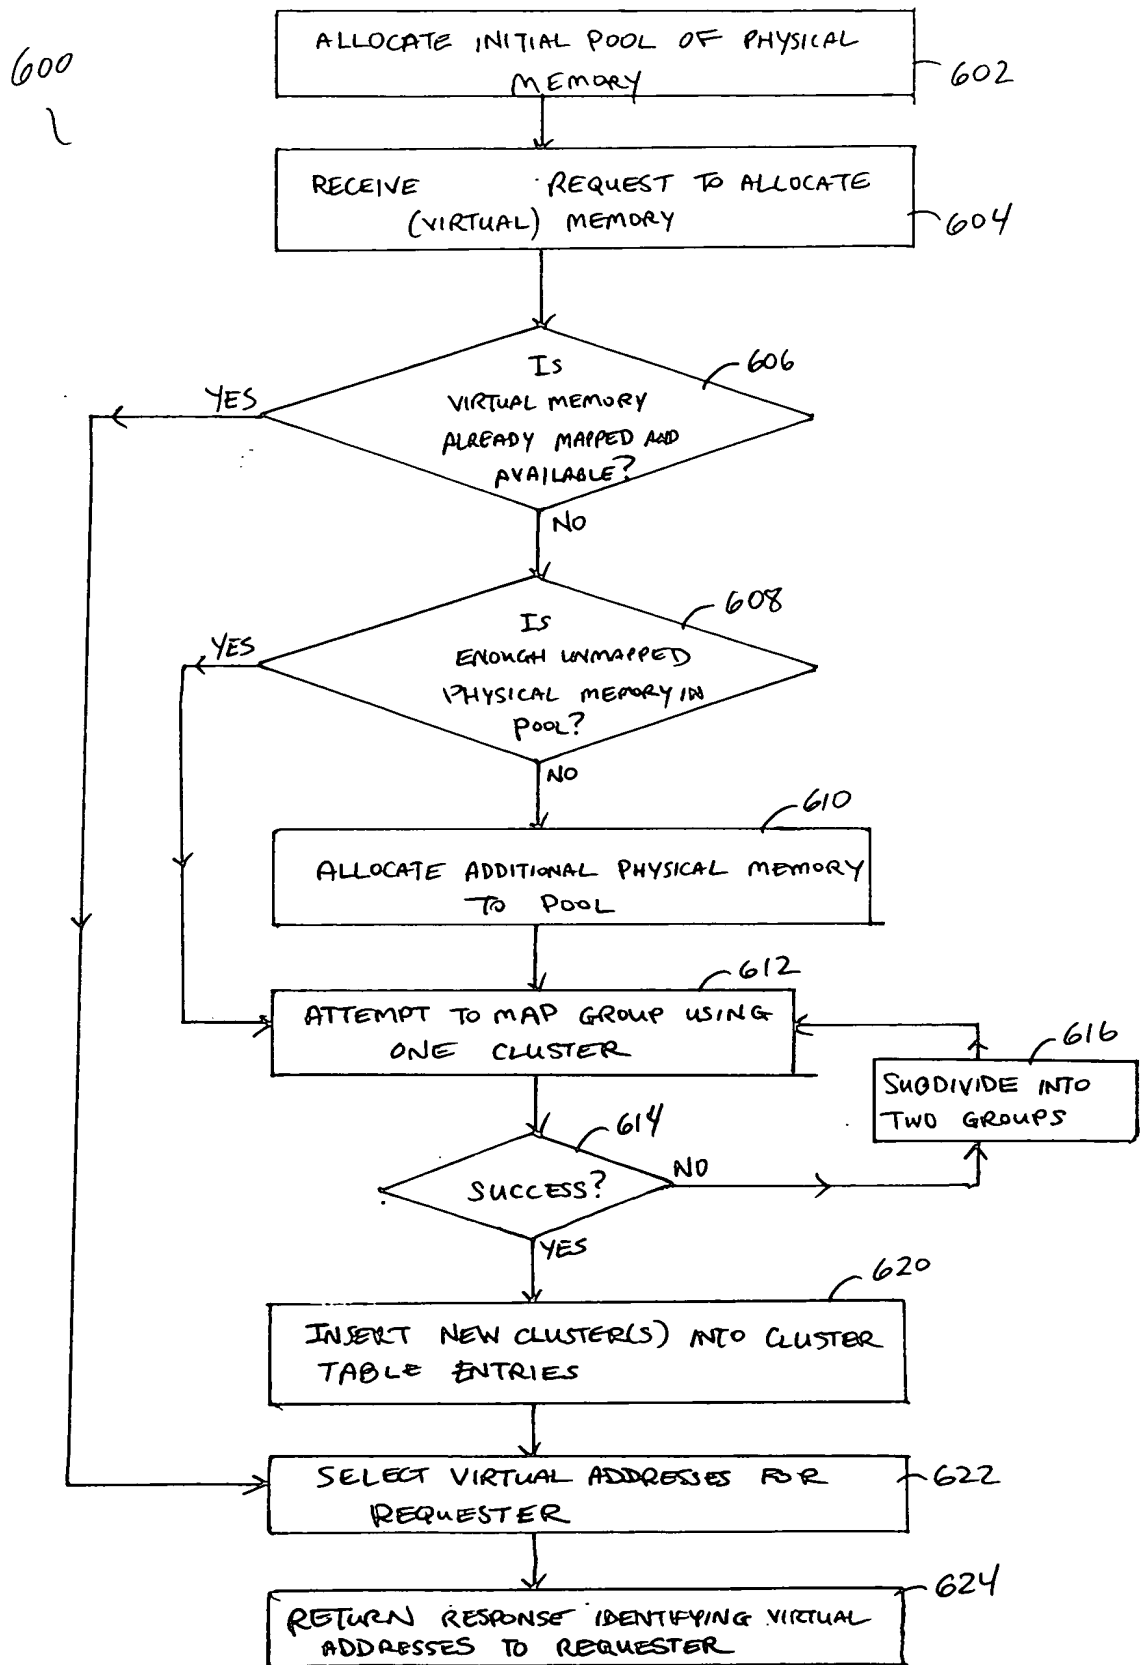 600
ALLOCATE INITIAL POOL OF PHYSICAL
MEMORY
602
RECEIVE REQUEST TO ALLOCATE
(VIRTUAL) MEMORY
604
Is
VIRTUAL MEMORY
ALREADY MAPPED AND
AVAILABLE?
606
YES
NO
Is
ENOUGH UNMAPPED
PHYSICAL MEMORY IN
POOL?
608
YES
NO
610
ALLOCATE ADDITIONAL PHYSICAL MEMORY
TO POOL
612
ATTEMPT TO MAP GROUP USING
ONE CLUSTER
616
SUBDIVIDE INTO
TWO GROUPS
614
SUCCESS?
NO
YES
620
INSERT NEW CLUSTER(S) INTO CLUSTER
TABLE ENTRIES
SELECT VIRTUAL ADDRESSES FOR
REQUESTER
622
624
RETURN RESPONSE IDENTIFYING VIRTUAL
ADDRESSES TO REQUESTER